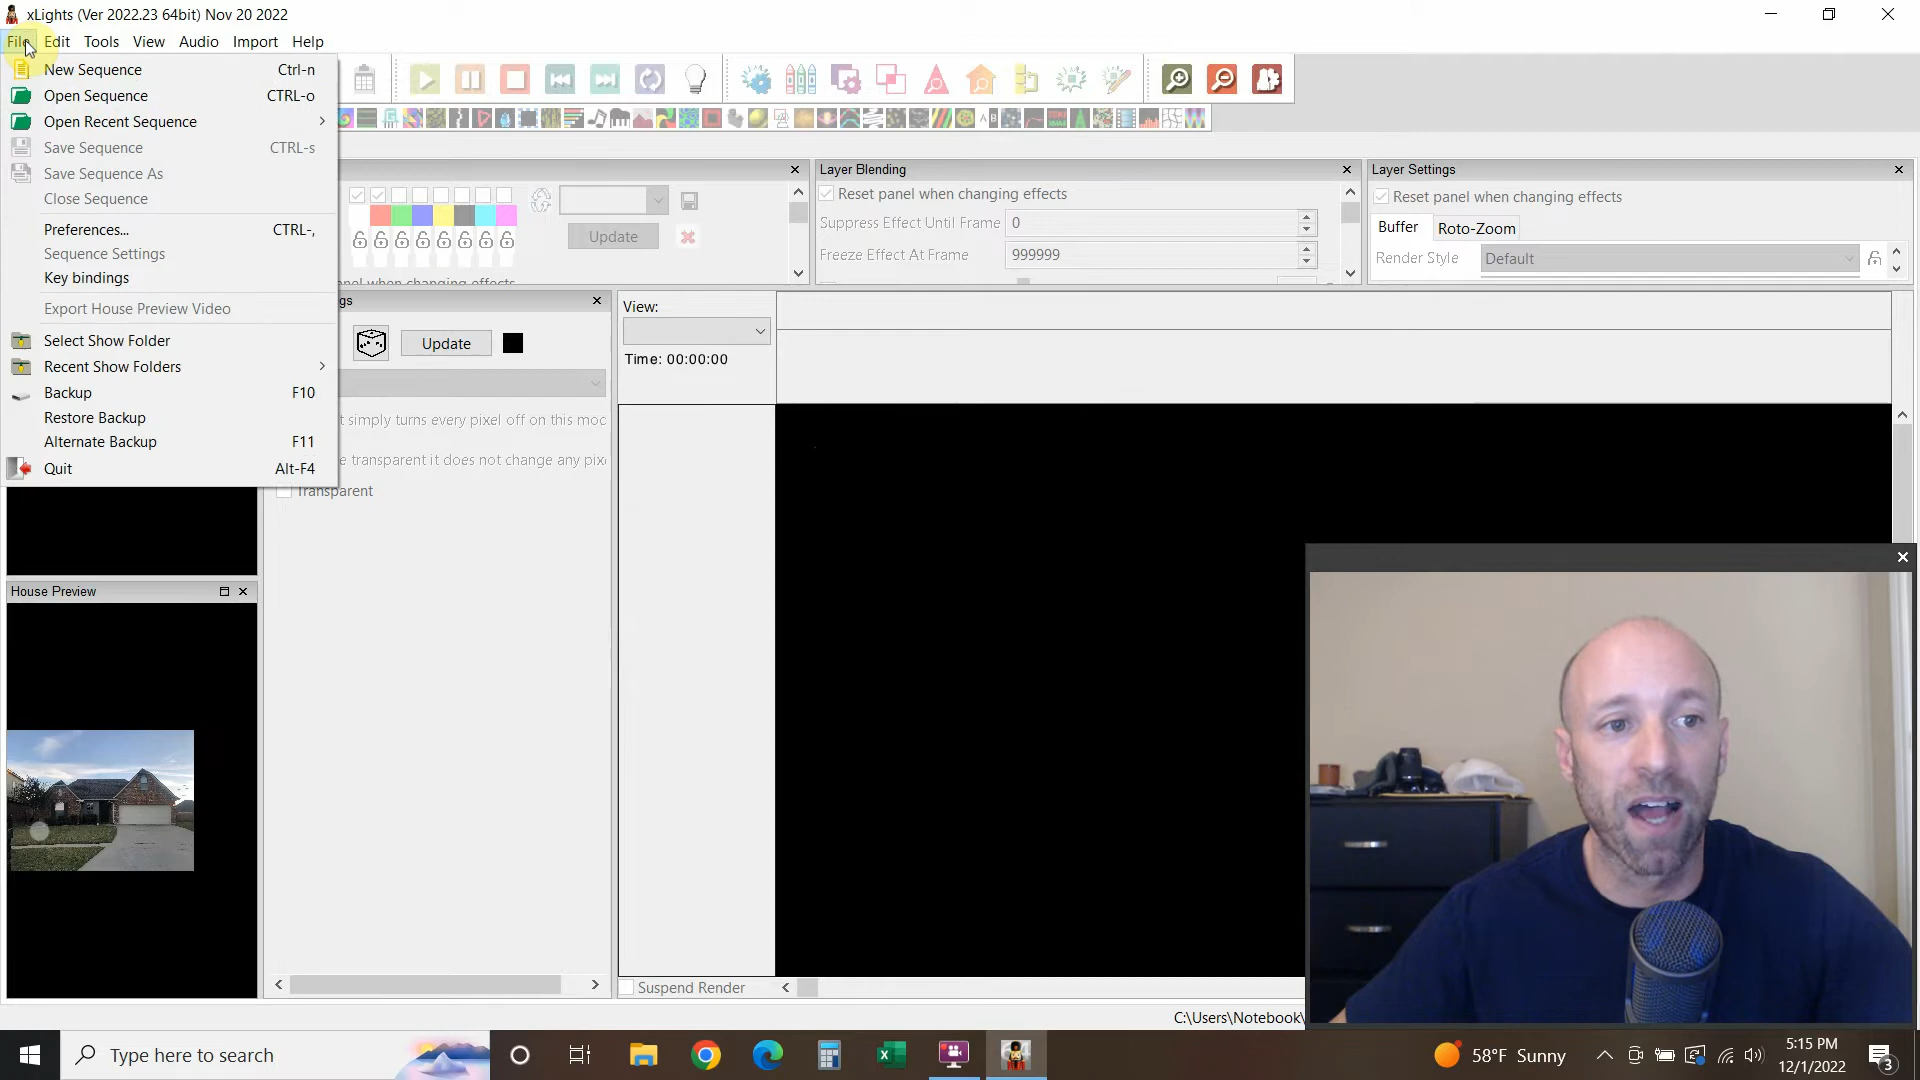 xLights (Ver 2022.23 64bit) Nov 20 2022
File Edit Tools View Audio Import Help
New Sequence Ctrl-n
Open Sequence CTRL-o
Open Recent Sequence
Save Sequence CTRL-s
Save Sequence As
Close Sequence
Preferences... CTRL-,
Sequence Settings
Key bindings
Export House Preview Video
Select Show Folder
Recent Show Folders
Backup F10
Restore Backup
Alternate Backup F11
Quit Alt-F4
Update
Layer Blending
Reset panel when changing effects
Suppress Effect Until Frame 0
Freeze Effect At Frame 999999
Layer Settings
Reset panel when changing effects
Buffer Roto-Zoom
Render Style Default
Update
t simply turns every pixel off on this mod
e transparent it does not change any pixe
Transparent
View:
Time: 00:00:00
House Preview
Suspend Render
C:\Users\Notebook\
Type here to search
58°F Sunny
5:15 PM
12/1/2022
3